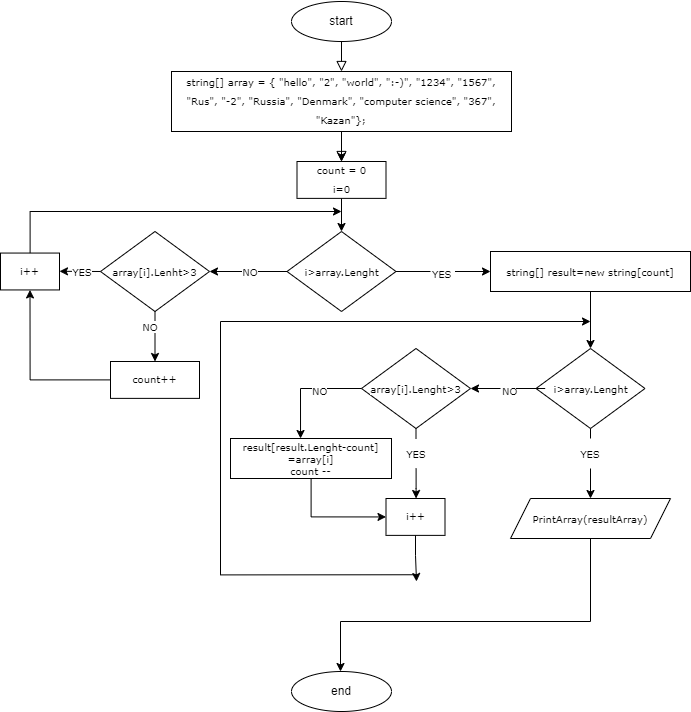 start
string[] array = { "hello", "2", "world", ":-)", "1234", "1567",
"Rus", "-2", "Russia", "Denmark", "computer science", "367",
"Kazan"};
count = 0
i=0
i++
YES
array[i].Lenht>3
NO
i>array.Lenght
YES
string[] result=new string[count]
NO
count++
NO
array[i].Lenght>3
NO
i>array.Lenght
result[result.Lenght-count]
=array[i]
count --
YES
YES
i++
PrintArray(resultArray)
end